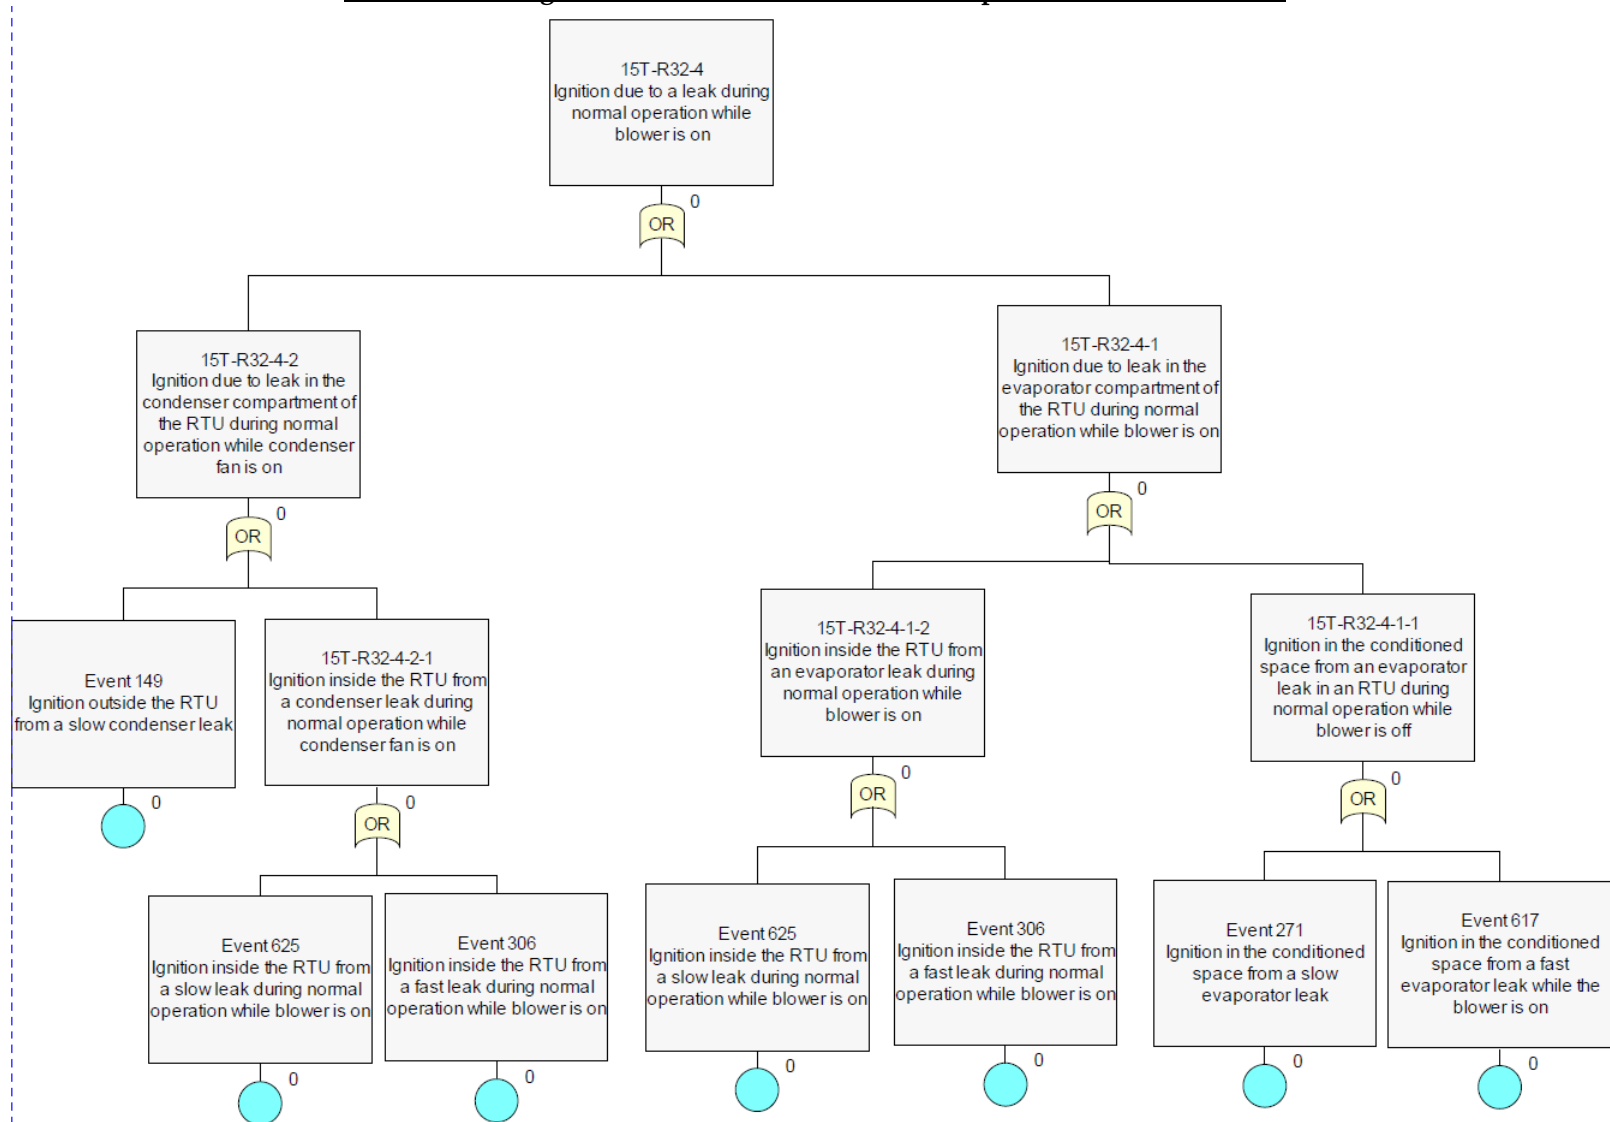 15T-R32-4
Ignition due to a leak during
normal operation while
blower is on
0
OR
15T-R32-4-2
Ignition due to leak in the
condenser compartment of
the RTU during normal
operation while condenser
fan is on
0
OR
15T-R32-4-1
Ignition due to leak in the
evaporator compartment of
the RTU during normal
operation while blower is on
0
OR
Event 149
Ignition outside the RTU
from a slow condenser leak
0
15T-R32-4-2-1
Ignition inside the RTU from
a condenser leak during
normal operation while
condenser fan is on
0
OR
15T-R32-4-1-2
Ignition inside the RTU from
an evaporator leak during
normal operation while
blower is on
0
OR
15T-R32-4-1-1
Ignition in the conditioned
space from an evaporator
leak in an RTU during
normal operation while
blower is off
0
OR
Event 625
Ignition inside the RTU from
a slow leak during normal
operation while blower is on
0
Event 306
Ignition inside the RTU from
a fast leak during normal
operation while blower is on
0
Event 625
Ignition inside the RTU from
a slow leak during normal
operation while blower is on
0
Event 306
Ignition inside the RTU from
a fast leak during normal
operation while blower is on
0
Event 271
Ignition in the conditioned
space from a slow
evaporator leak
0
Event 617
Ignition in the conditioned
space from a fast
evaporator leak while the
blower is on
0